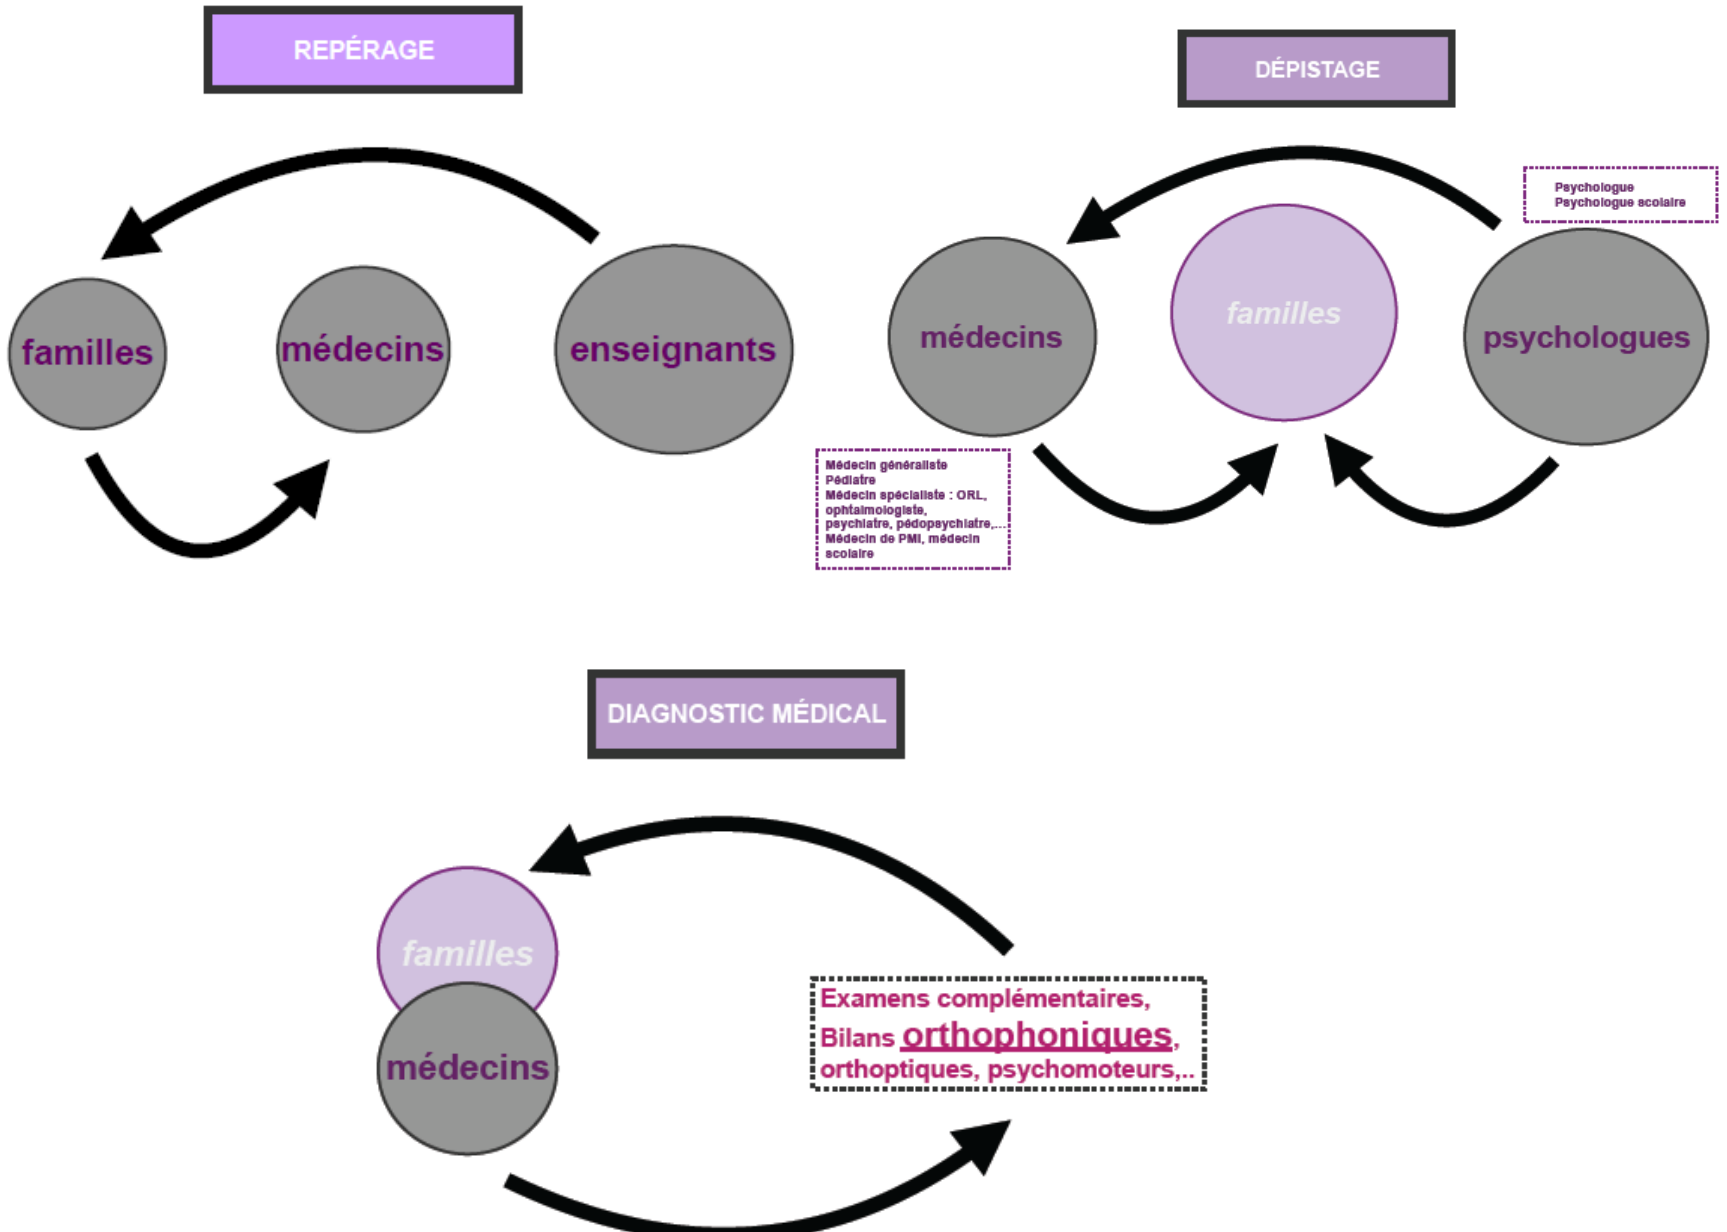 REPÉRAGE
familles
médecins
enseignants
DÉPISTAGE
Psychologue
Psychologue scolaire
médecins
familles
psychologues
Médecin généraliste
Pédiatre
Médecin spécialiste : ORL,
ophtalmologiste,
psychiatre, pédopsychiatre,...
Médecin de PMI, médecin
scolaire
DIAGNOSTIC MÉDICAL
familles
médecins
Examens complémentaires,
Bilans orthophoniques,
orthoptiques, psychomoteurs,..